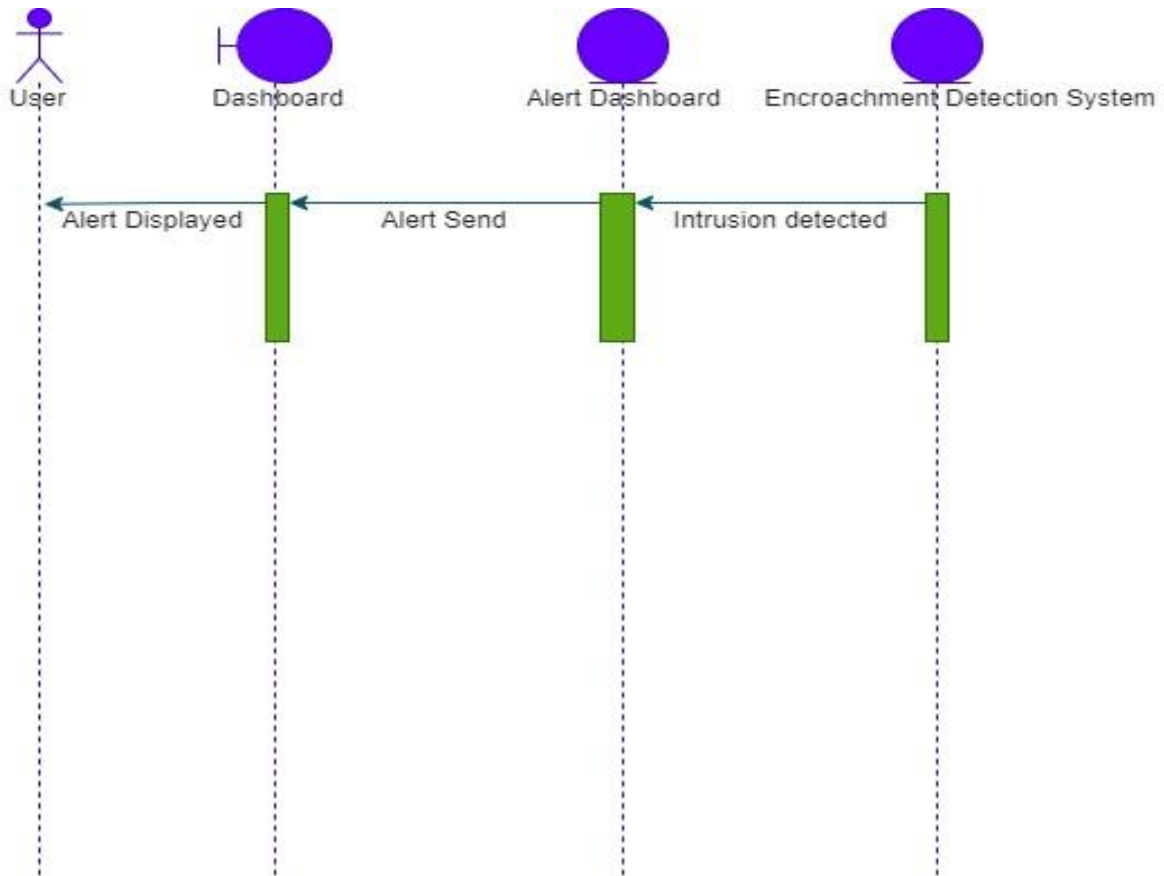 User
Dashboard
Alert Dashboard
Encroachment Detection System
Alert Displayed
Alert Send
Intrusion detected